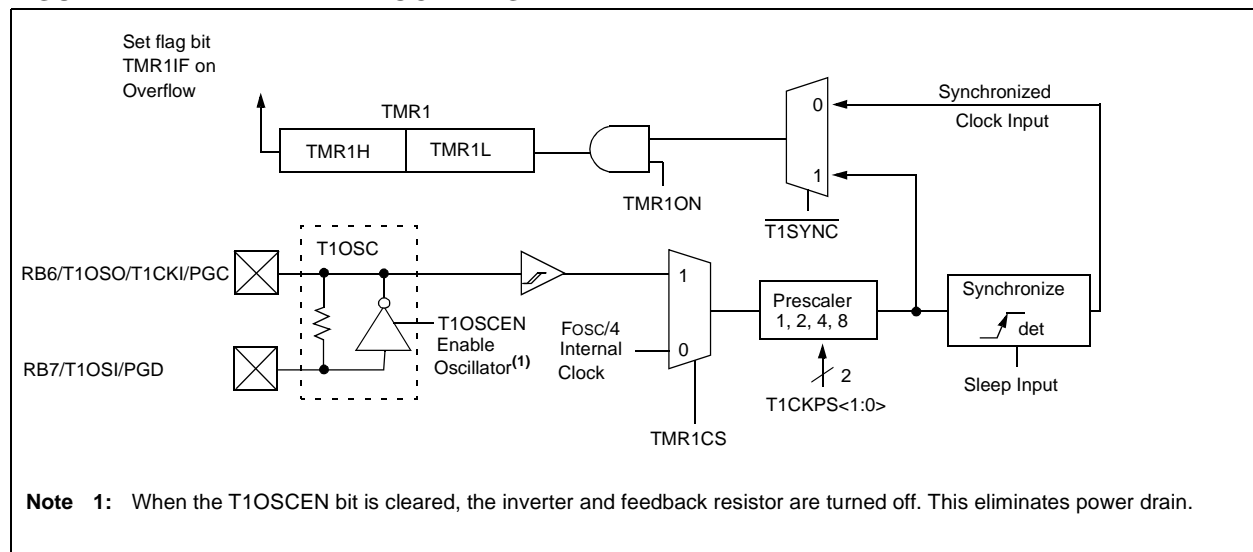 Set flag bit
TMR1IF on
Overflow
TMR1
TMR1H
TMR1L
TMR1ON
0
1
T1SYNC
Synchronized
Clock Input
RB6/T1OSO/T1CKI/PGC
T1OSC
RB7/T1OSI/PGD
T1OSCEN
Enable
Oscillator(1)
FOSC/4
Internal
Clock
1
0
TMR1CS
Prescaler
1, 2, 4, 8
2
T1CKPS<1:0>
Synchronize
det
Sleep Input
Note 1: When the T1OSCEN bit is cleared, the inverter and feedback resistor are turned off. This eliminates power drain.